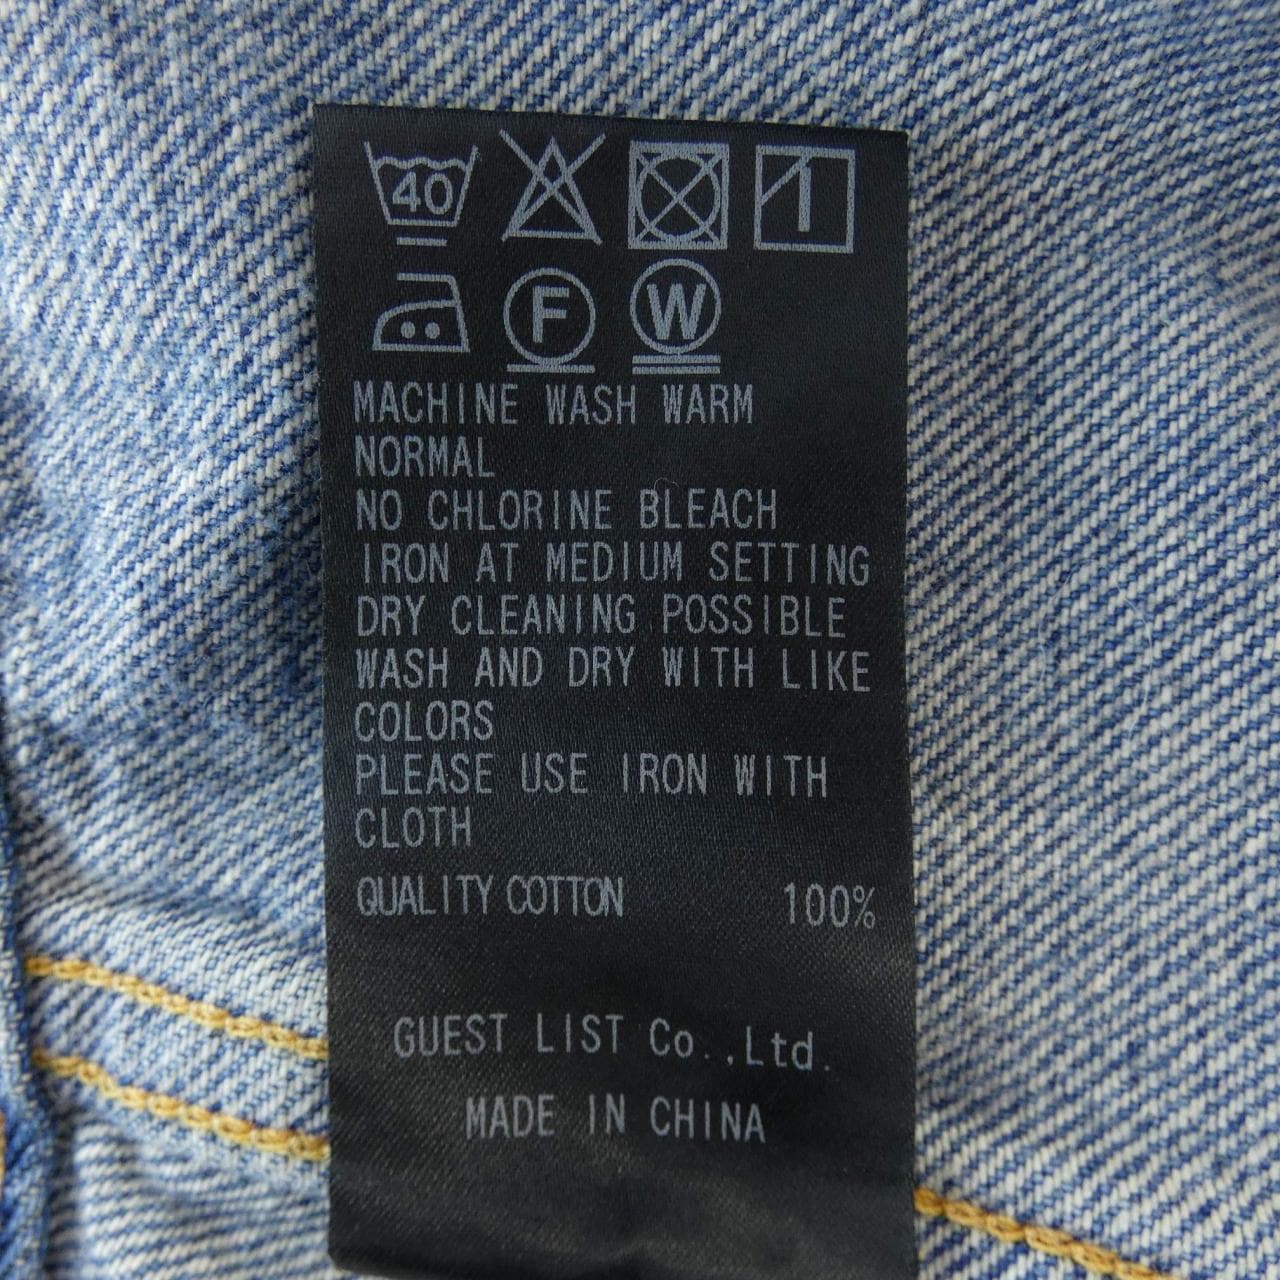 40
F W
MACHINE WASH WARM
NORMAL
NO CHLORINE BLEACH
IRON AT MEDIUM SETTING
DRY CLEANING POSSIBLE
WASH AND DRY WITH LIKE
COLORS
PLEASE USE IRON WITH
CLOTH
QUALITY COTTON 100%
GUEST LIST Co.,Ltd.
MADE IN CHINA